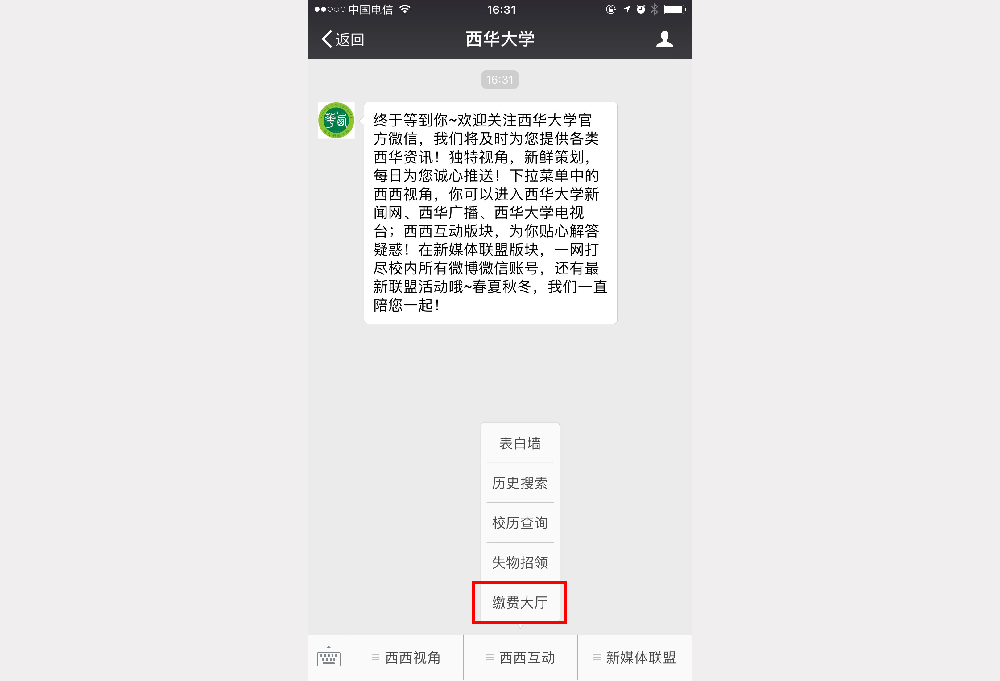 中国电信
16:31
返回
西华大学
16:31
XIHUA UNIVERSITY
终于等到你~欢迎关注西华大学官
方微信，我们将及时为您提供各类
西华资讯！独特视角，新鲜策划，
每日为您诚心推送！下拉菜单中的
西西视角，你可以进入西华大学新
闻网、西华广播、西华大学电视
台；西西互动版块，为你贴心解答
疑惑！在新媒体联盟版块，一网打
尽校内所有微博微信账号，还有最
新联盟活动哦~春夏秋冬，我们一直
陪您一起！
表白墙
历史搜索
校历查询
失物招领
缴费大厅
西西视角
西西互动
新媒体联盟